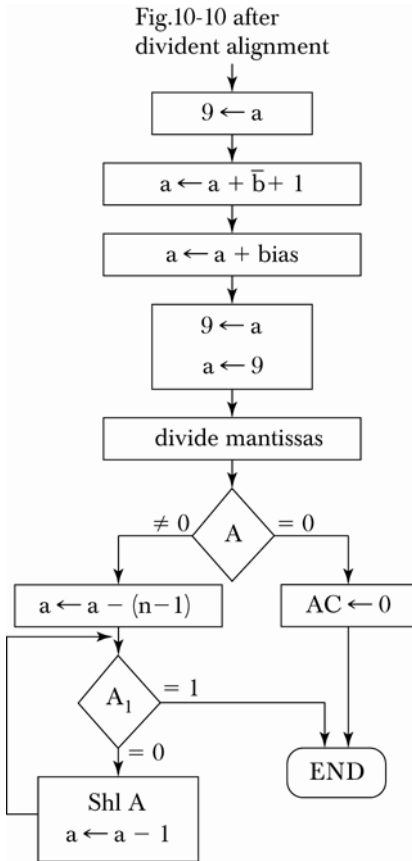 Fig.10-10 after
divident alignment
9 ← a
a ← a + b̅ + 1
a ← a + bias
9 ← a
a ← 9
divide mantissas
≠ 0
A
= 0
a ← a − (n−1)
AC ← 0
A₁
= 1
= 0
END
Shl A
a ← a − 1